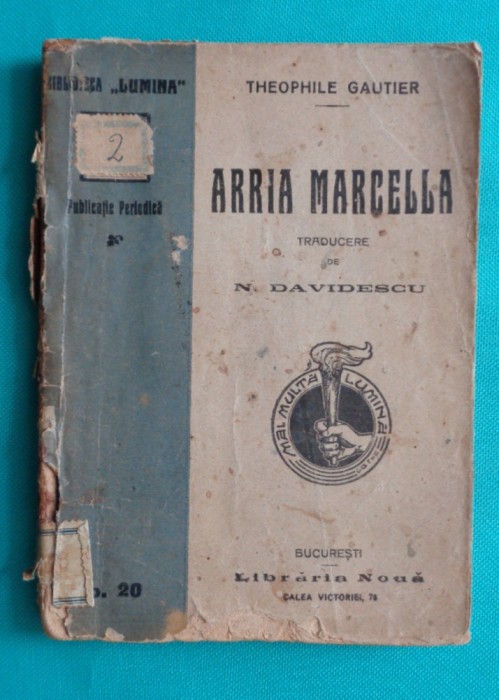 BIBLIOTECA „LUMINA"
2
Publicație Periodică
No. 20
THEOPHILE GAUTIER
ARRIA MARCELLA
TRADUCERE
DE
N. DAVIDESCU
MAI MULTĂ LUMINĂ
BUCUREȘTI
Librăria Nouă
CALEA VICTORIEI, 78